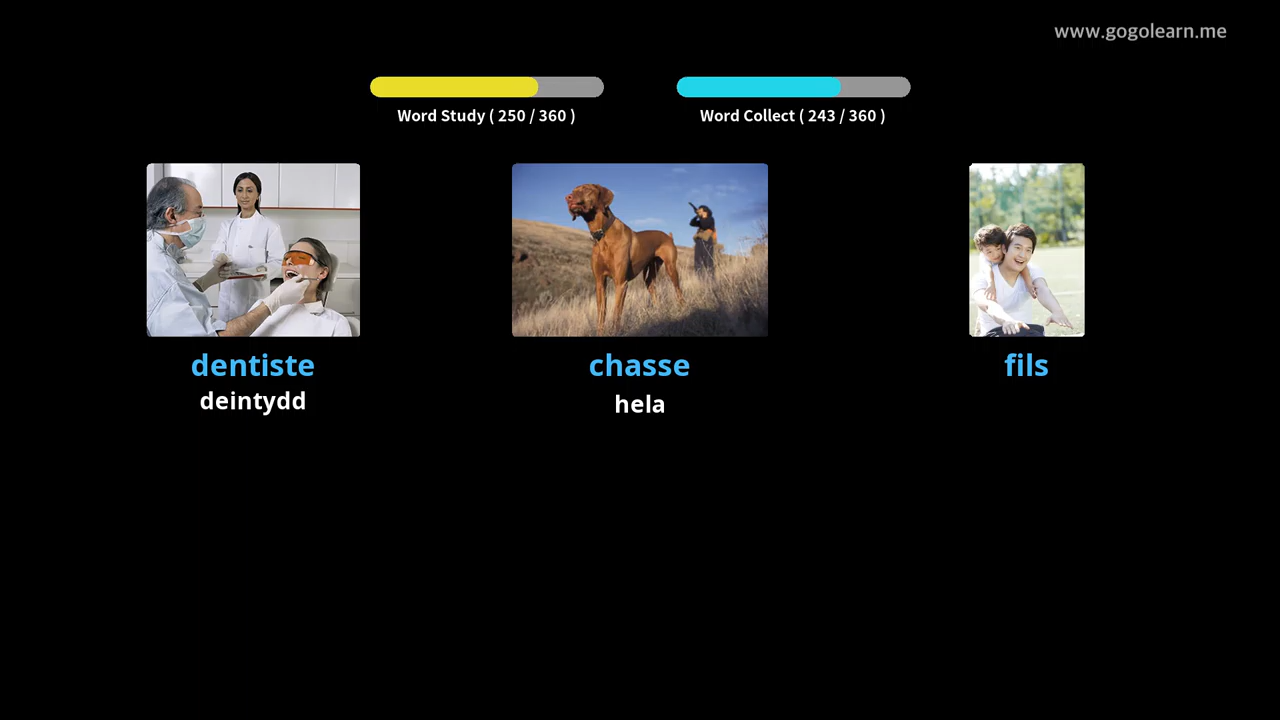 www.gogolearn.me
Word Study ( 250 / 360 )
Word Collect ( 243 / 360 )
dentiste
deintydd
chasse
hela
fils